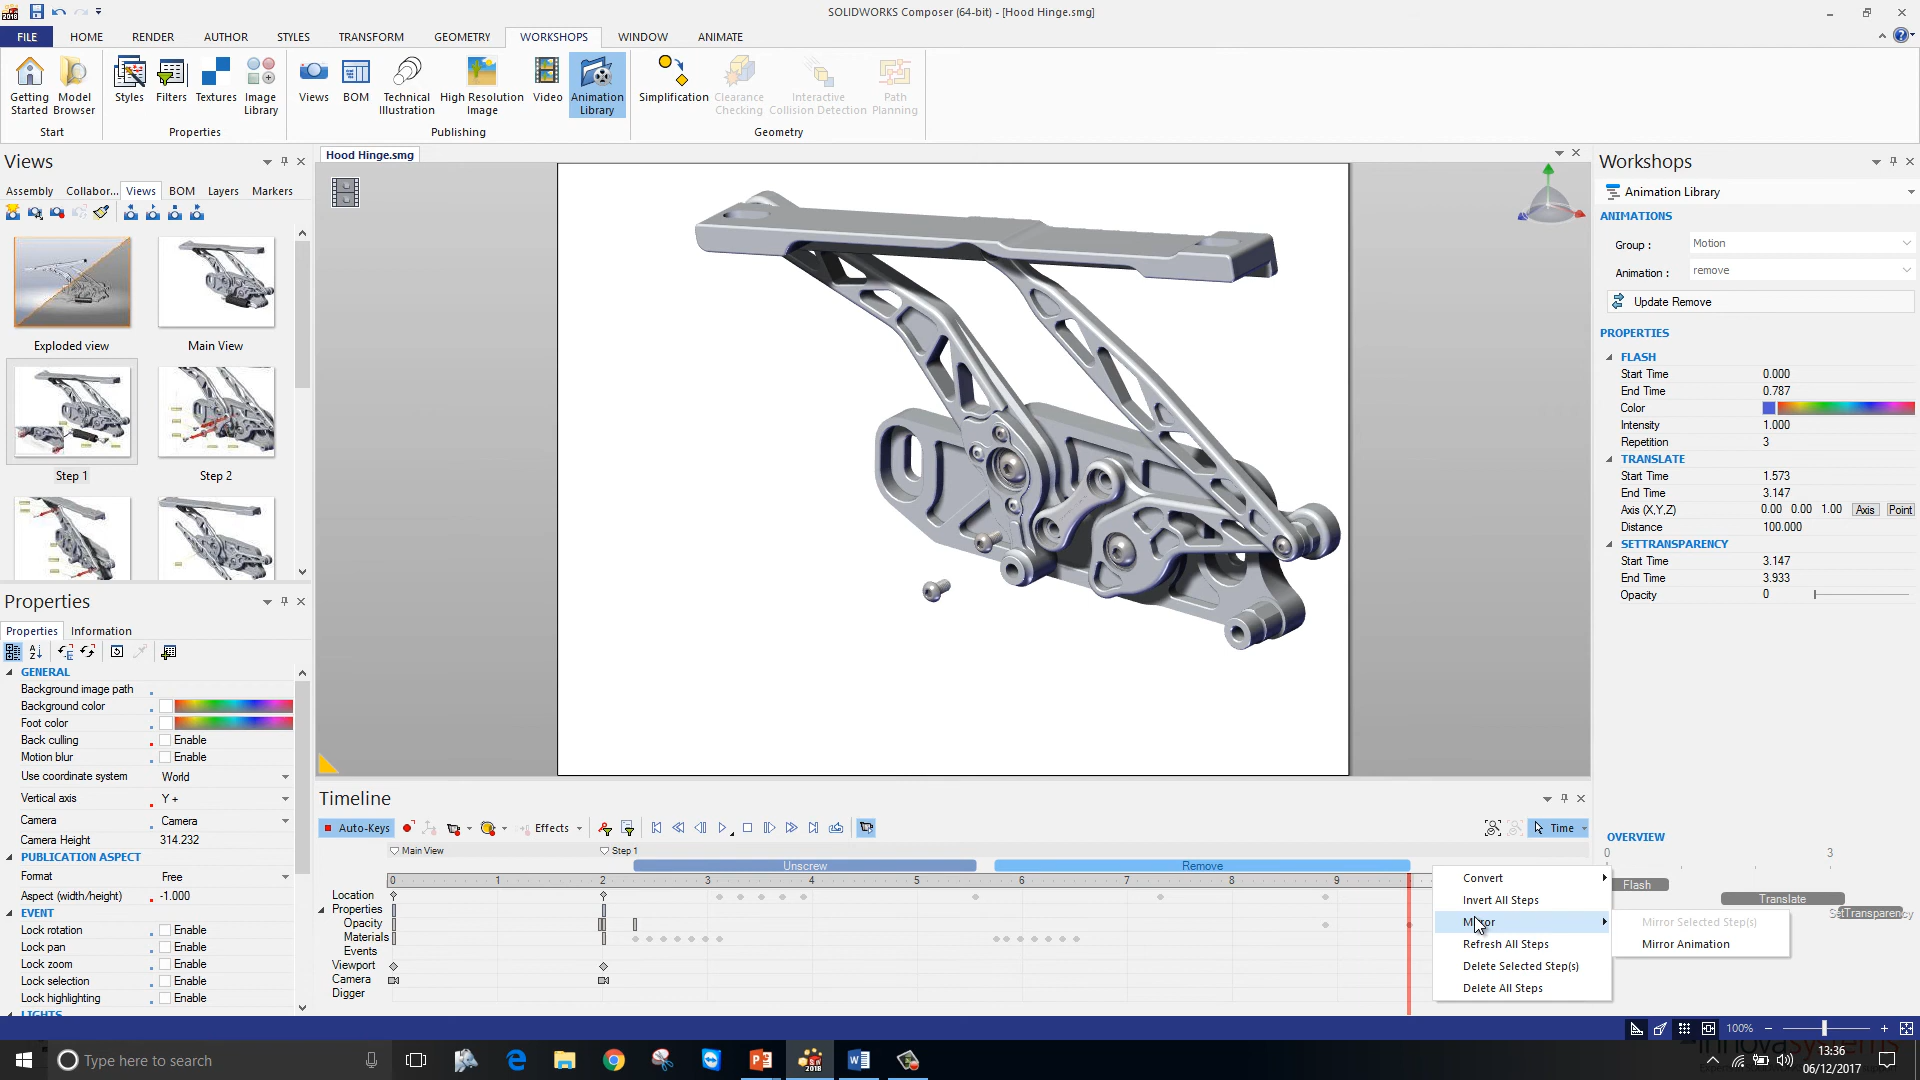 SOLIDWORKS Composer (64-bit) - [Hood Hinge.smg]
FILE HOME RENDER AUTHOR STYLES TRANSFORM GEOMETRY WORKSHOPS WINDOW ANIMATE
Getting Started Model Browser Styles Filters Textures Image Library Views BOM Technical Illustration High Resolution Image Video Animation Library Simplification Clearance Checking Interactive Collision Detection Path Planning
Start Properties Publishing Geometry
Views
Assembly Collabor... Views BOM Layers Markers
Exploded view Main View
Step 1 Step 2
Properties
Properties Information
GENERAL
Background image path
Background color
Foot color
Back culling Enable
Motion blur Enable
Use coordinate system World
Vertical axis Y +
Camera Camera
Camera Height 314.232
PUBLICATION ASPECT
Format Free
Aspect (width/height) -1.000
EVENT
Lock rotation Enable
Lock pan Enable
Lock zoom Enable
Lock selection Enable
Lock highlighting Enable
LIGHTS
Hood Hinge.smg
Timeline
Auto-Keys Effects Time
Main View Step 1
Unscrew Remove
0 1 2 3 4 5 6 7 8 9
Location
Properties
Opacity
Materials
Events
Viewport
Camera
Digger
Convert
Invert All Steps
Mirror
Refresh All Steps
Delete Selected Step(s)
Delete All Steps
Mirror Selected Step(s)
Mirror Animation
Workshops
Animation Library
ANIMATIONS
Group : Motion
Animation : remove
Update Remove
PROPERTIES
FLASH
Start Time 0.000
End Time 0.787
Color
Intensity 1.000
Repetition 3
TRANSLATE
Start Time 1.573
End Time 3.147
Axis (X,Y,Z) 0.00 0.00 1.00 Axis Point
Distance 100.000
SETTRANSPARENCY
Start Time 3.147
End Time 3.933
Opacity 0
OVERVIEW
0 3
Flash
Translate
SetTransparency
100%
Type here to search
innovasystems
13:36
06/12/2017